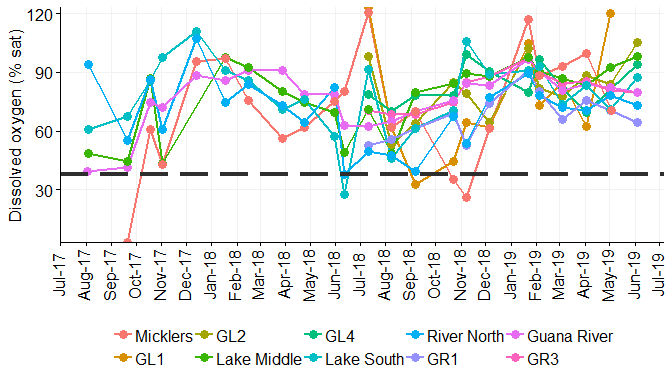 Dissolved oxygen (% sat)
120
90
60
30
Jul-17 Aug-17 Sep-17 Oct-17 Nov-17 Dec-17 Jan-18 Feb-18 Mar-18 Apr-18 May-18 Jun-18 Jul-18 Aug-18 Sep-18 Oct-18 Nov-18 Dec-18 Jan-19 Feb-19 Mar-19 Apr-19 May-19 Jun-19 Jul-19
Micklers GL2 GL4 River North Guana River
GL1 Lake Middle Lake South GR1 GR3